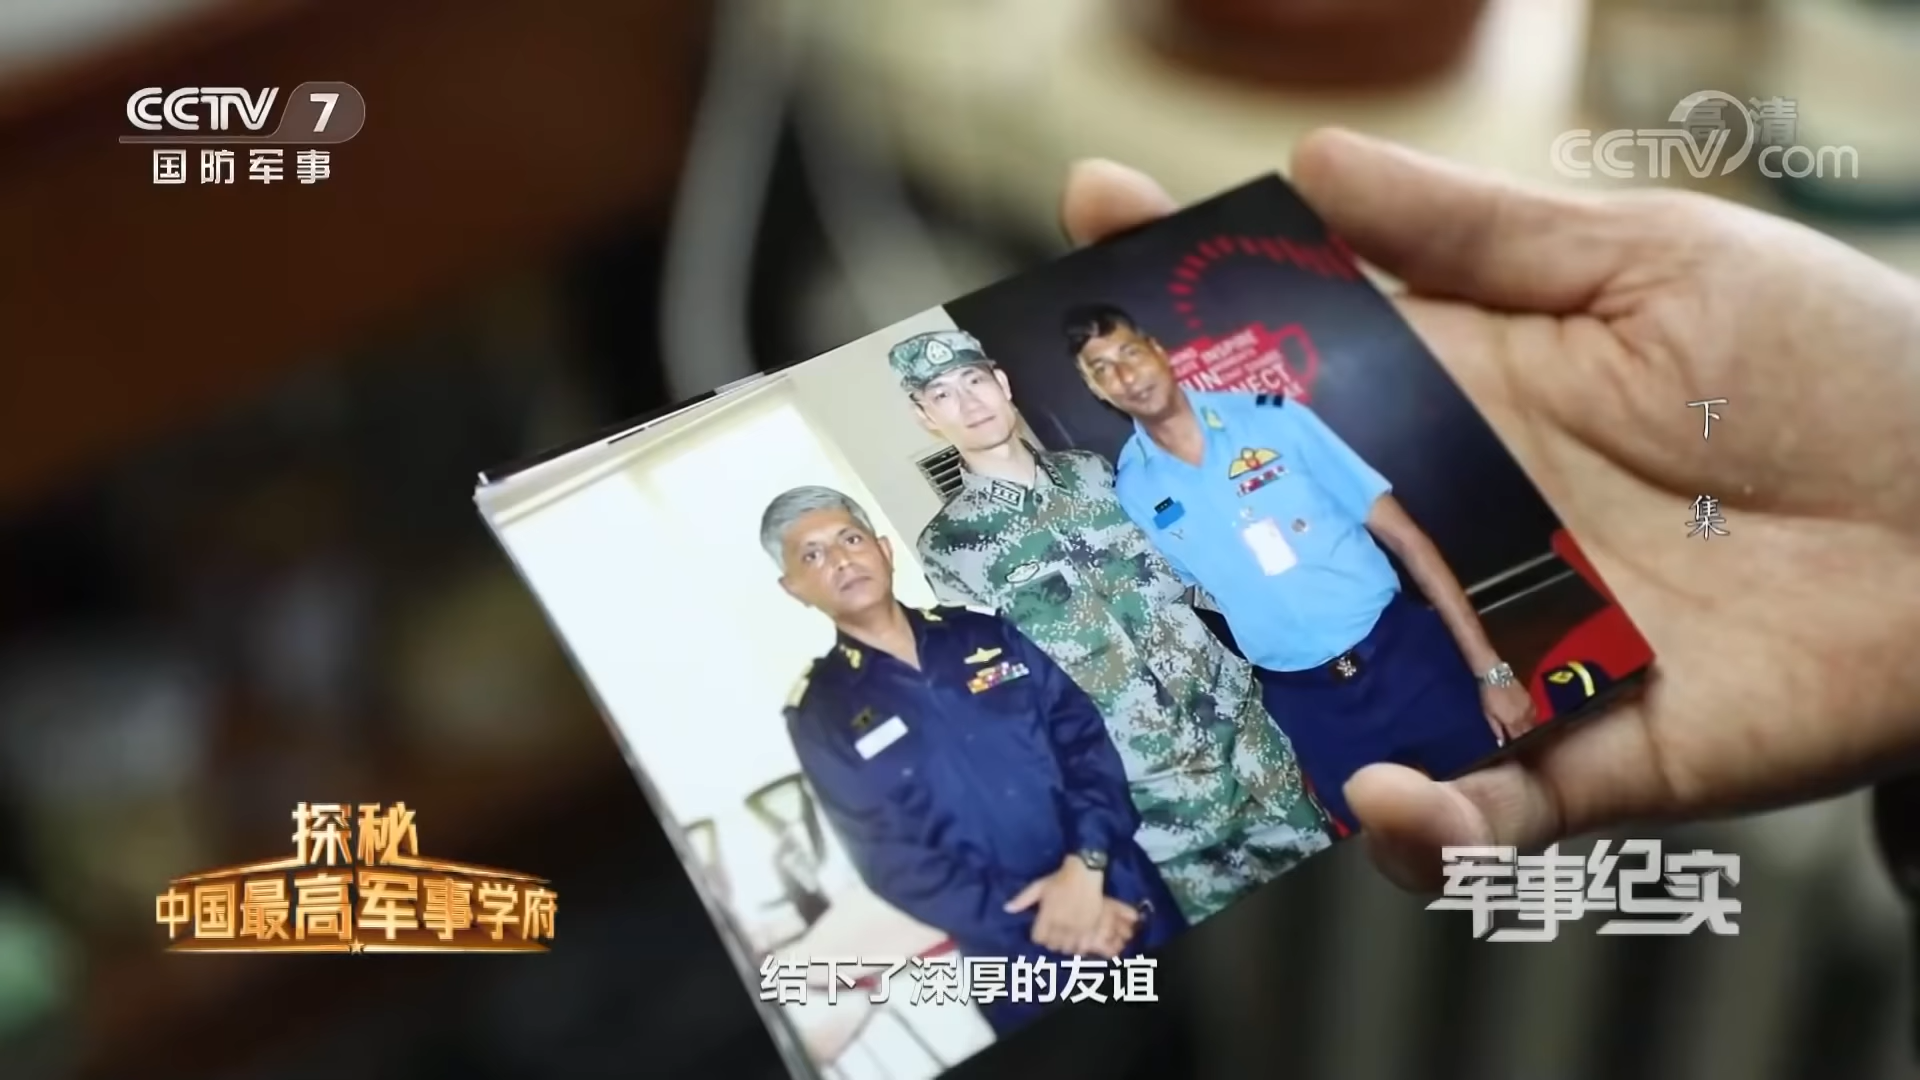 CCTV 7
国防军事
高清
CCTV.com
下集
INSPIRE
探秘
中国最高军事学府
军事纪实
结下了深厚的友谊